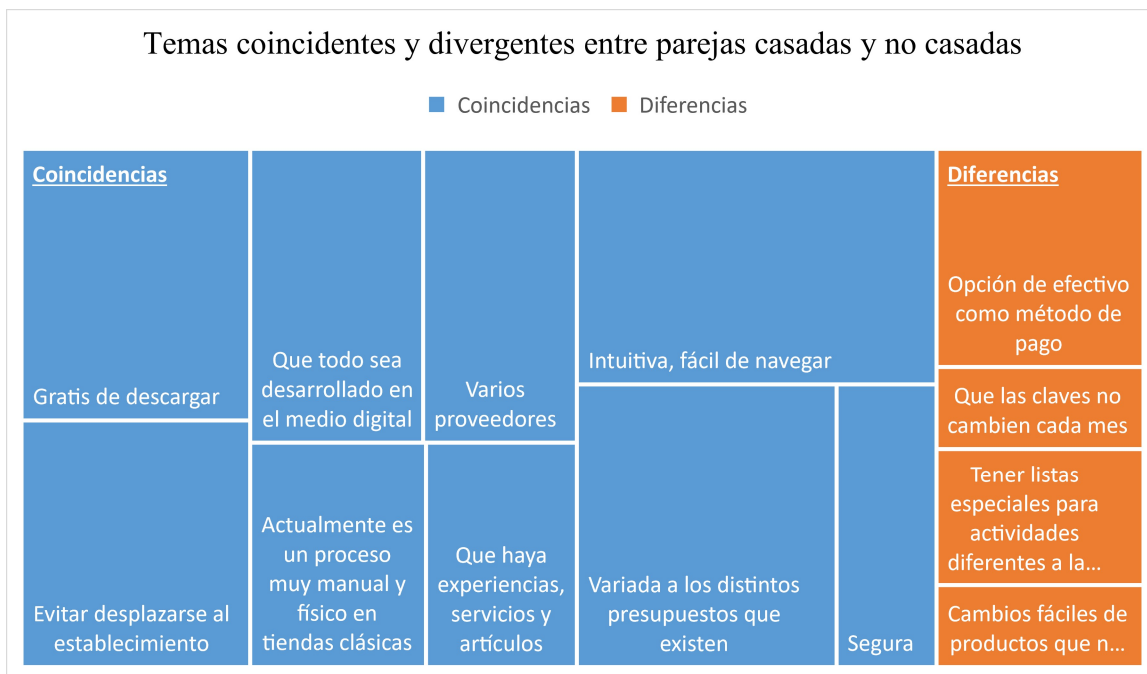 Temas coincidentes y divergentes entre parejas casadas y no casadas
Coincidencias
Diferencias
Coincidencias
Gratis de descargar
Evitar desplazarse al
establecimiento
Que todo sea
desarrollado en
el medio digital
Actualmente es
un proceso
muy manual y
físico en
tiendas clásicas
Varios
proveedores
Que haya
experiencias,
servicios y
artículos
Intuitiva, fácil de navegar
Variada a los distintos
presupuestos que
existen
Segura
Diferencias
Opción de efectivo
como método de
pago
Que las claves no
cambien cada mes
Tener listas
especiales para
actividades
diferentes a la...
Cambios fáciles de
productos que n...